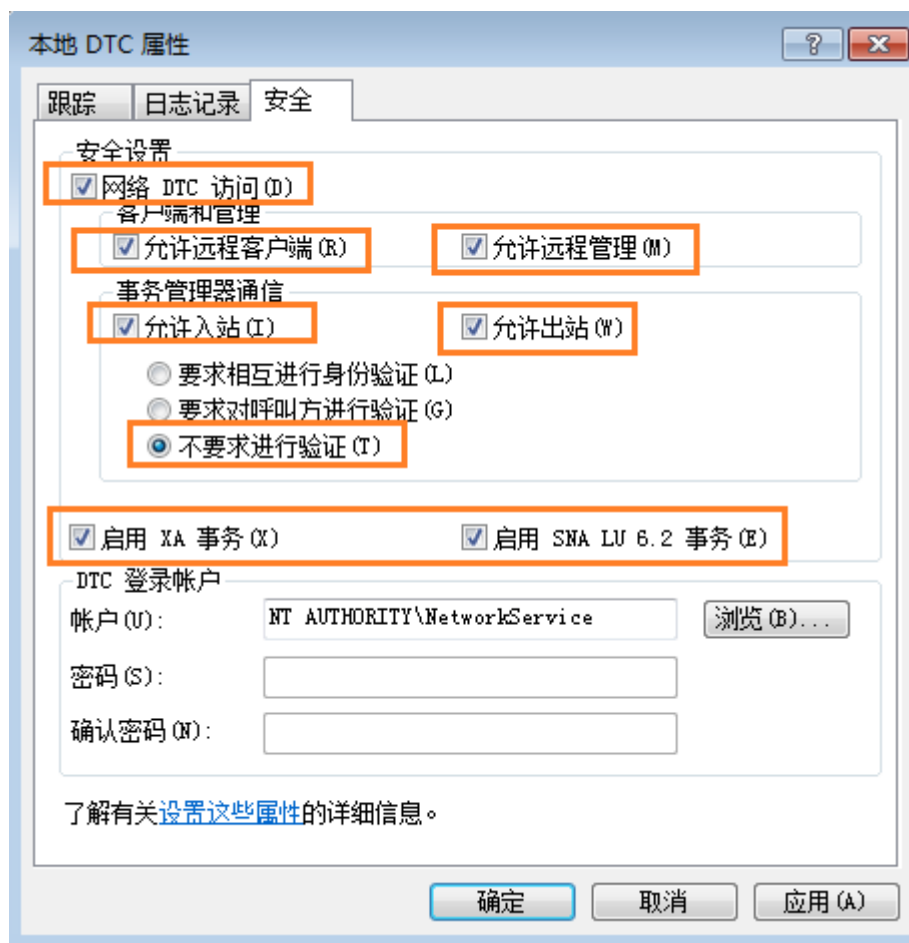 本地 DTC 属性
跟踪 日志记录 安全
安全设置
网络 DTC 访问(D)
客户端和管理
允许远程客户端(R) 允许远程管理(M)
事务管理器通信
允许入站(I) 允许出站(W)
要求相互进行身份验证(L)
要求对呼叫方进行验证(G)
不要求进行验证(T)
启用 XA 事务(X) 启用 SNA LU 6.2 事务(E)
DTC 登录帐户
帐户(U): NT AUTHORITY\NetworkService 浏览(B)...
密码(S):
确认密码(N):
了解有关设置这些属性的详细信息。
确定 取消 应用(A)